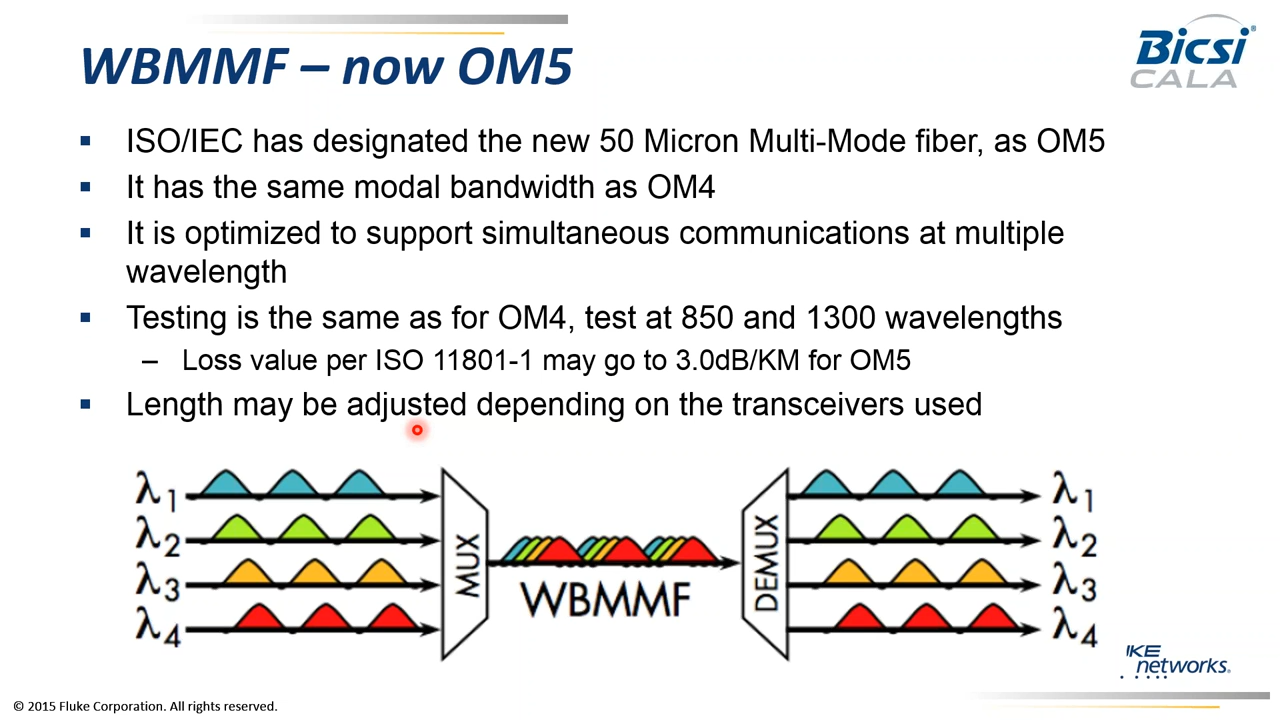 WBMMF – now OM5
Bicsi®
CALA
▪ ISO/IEC has designated the new 50 Micron Multi-Mode fiber, as OM5
▪ It has the same modal bandwidth as OM4
▪ It is optimized to support simultaneous communications at multiple
wavelength
▪ Testing is the same as for OM4, test at 850 and 1300 wavelengths
– Loss value per ISO 11801-1 may go to 3.0dB/KM for OM5
▪ Length may be adjusted depending on the transceivers used
λ1
λ2
λ3
λ4
MUX
WBMMF
DEMUX
λ1
λ2
λ3
λ4
IKE
networks.
© 2015 Fluke Corporation. All rights reserved.